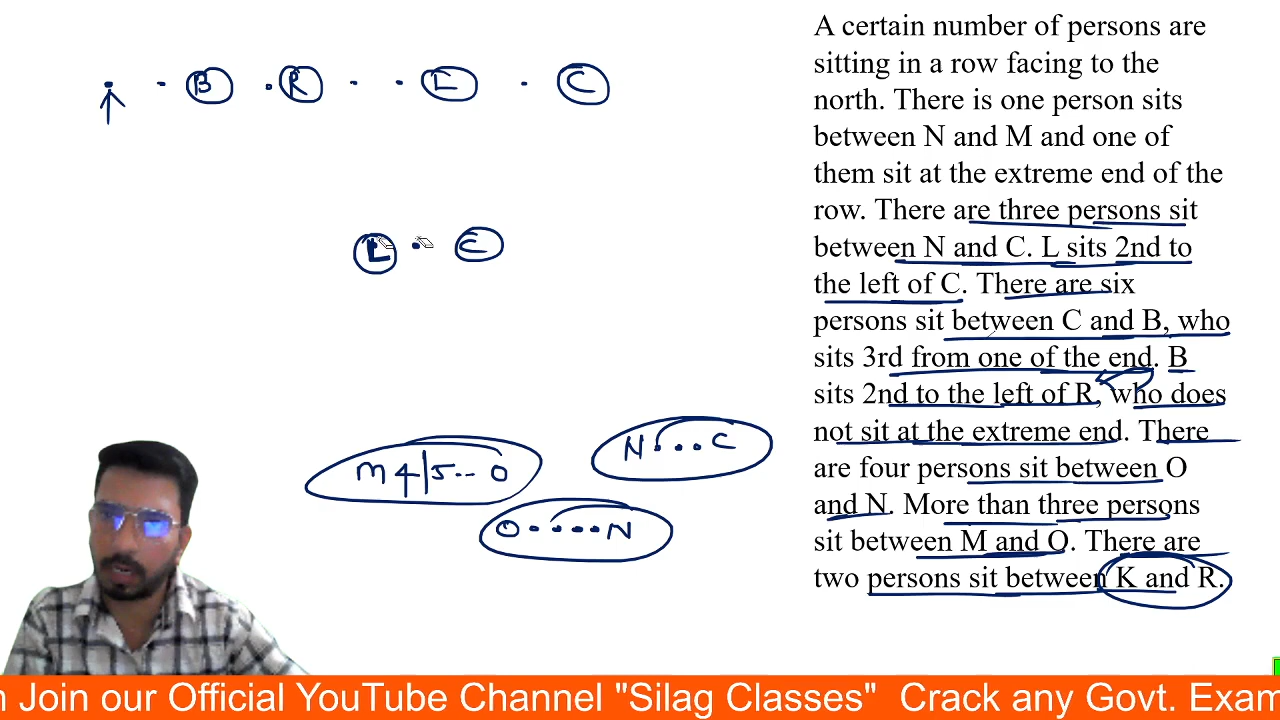 A certain number of persons are
sitting in a row facing to the
north. There is one person sits
between N and M and one of
them sit at the extreme end of the
row. There are three persons sit
between N and C. L sits 2nd to
the left of C. There are six
persons sit between C and B, who
sits 3rd from one of the end. B
sits 2nd to the left of R, who does
not sit at the extreme end. There
are four persons sit between O
and N. More than three persons
sit between M and O. There are
two persons sit between K and R.
B R L C
L C
N...C
M 4|5... O
O....N
n Join our Official YouTube Channel "Silag Classes" Crack any Govt. Exam